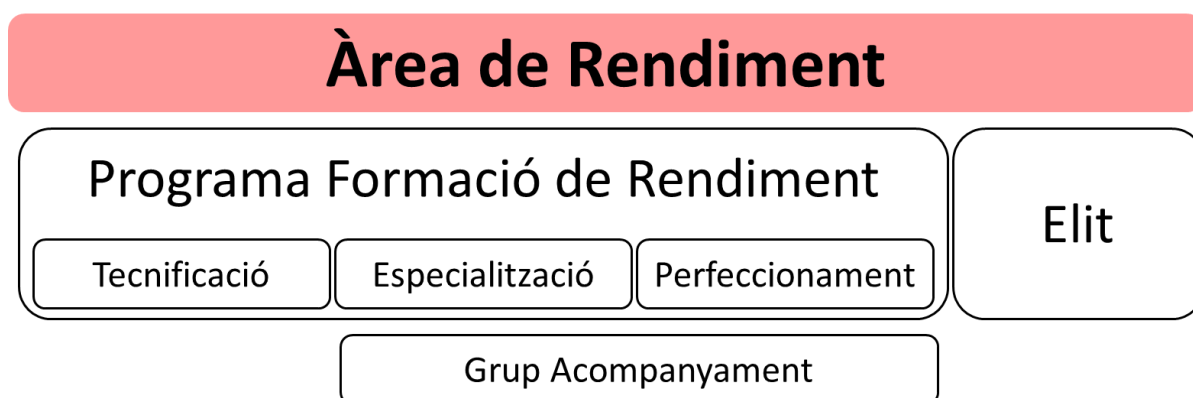 Àrea de Rendiment
Programa Formació de Rendiment
Elit
Tecnificació
Especialització
Perfeccionament
Grup Acompanyament